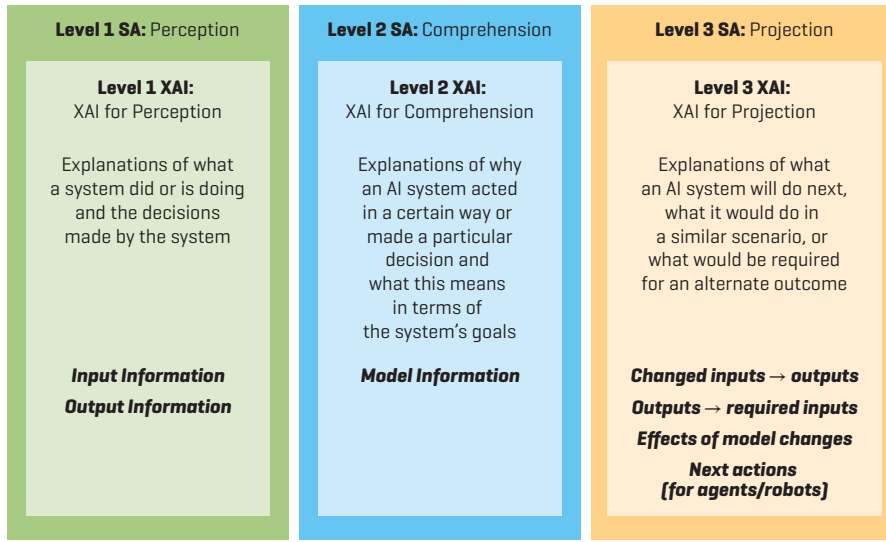 Level 1 SA: Perception
Level 1 XAI:
XAI for Perception
Explanations of what
a system did or is doing
and the decisions
made by the system
Input Information
Output Information
Level 2 SA: Comprehension
Level 2 XAI:
XAI for Comprehension
Explanations of why
an AI system acted
in a certain way or
made a particular
decision and
what this means
in terms of
the system's goals
Model Information
Level 3 SA: Projection
Level 3 XAI:
XAI for Projection
Explanations of what
an AI system will do next,
what it would do in
a similar scenario, or
what would be required
for an alternate outcome
Changed inputs → outputs
Outputs → required inputs
Effects of model changes
Next actions
(for agents/robots)